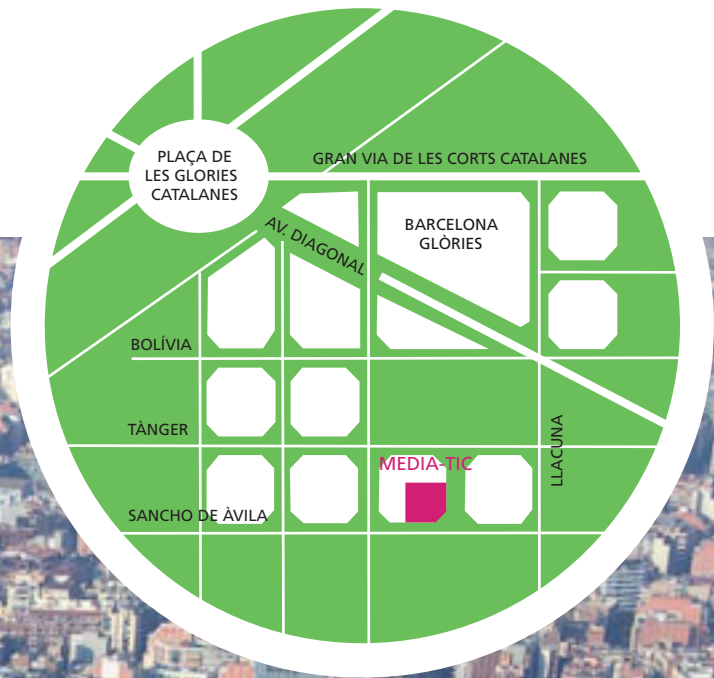 PLAÇA DE
LES GLORIES
CATALANES
GRAN VIA DE LES CORTS CATALANES
BARCELONA
GLÒRIES
AV. DIAGONAL
BOLÍVIA
TÀNGER
LLACUNA
MEDIA-TIC
SANCHO DE ÀVILA